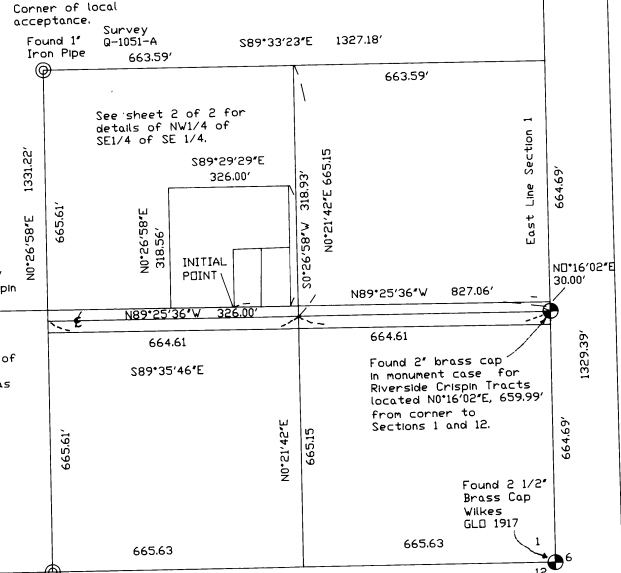 Corner of local
acceptance.
Survey
Found 1" Q-1051-A
Iron Pipe
663.59'
S89°33'23"E 1327.18'
663.59'
See sheet 2 of 2 for
details of NW1/4 of
SE1/4 of SE 1/4.
S89°29'29"E
326.00'
N0°26'58"E 1331.22'
665.61'
N0°26'58"E
318.56'
S0°26'58"W 318.93'
N0°21'42"E 665.15
East Line Section 1
664.69'
INITIAL
POINT
N0°16'02"E
30.00'
pin
N89°25'36"W 827.06'
N89°25'36"W 326.00'
664.61
664.61
of
as
S89°35'46"E
Found 2" brass cap
in monument case for
Riverside Crispin Tracts
located N0°16'02"E, 659.99'
from corner to
Sections 1 and 12.
1329.39'
665.61'
N0°21'42"E
665.15
664.69'
Found 2 1/2"
Brass Cap
Wilkes
GLO 1917
665.63
665.63
1
6
12